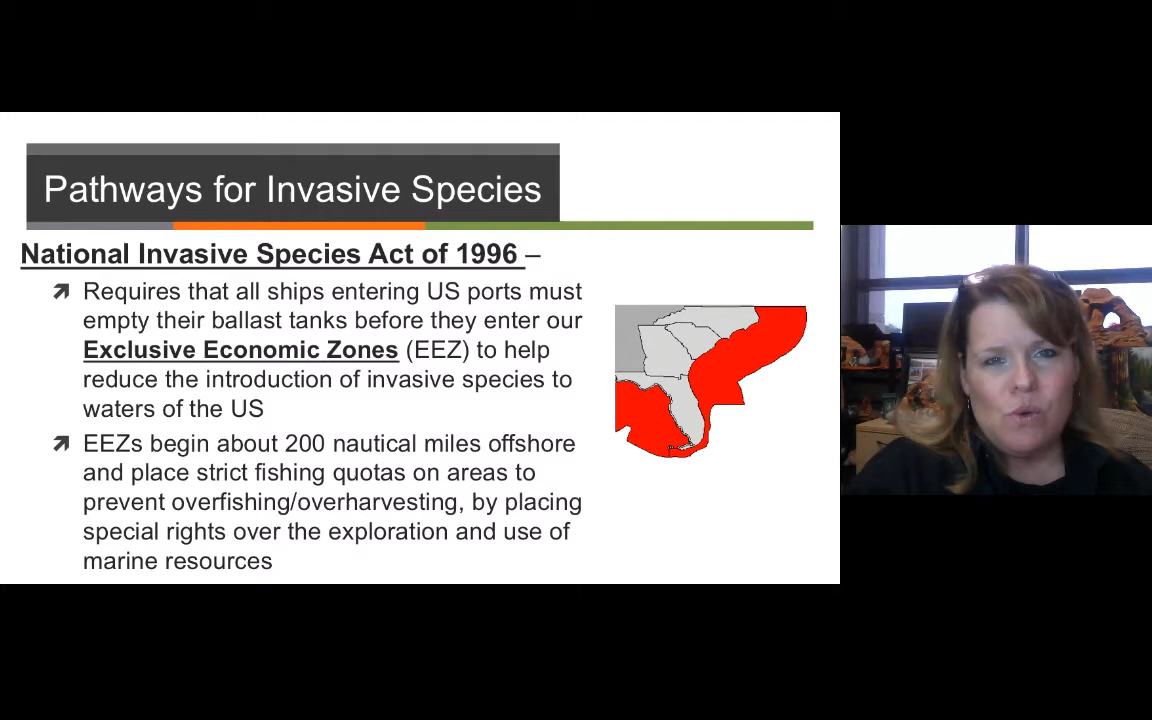 Pathways for Invasive Species
National Invasive Species Act of 1996 –
Requires that all ships entering US ports must
empty their ballast tanks before they enter our
Exclusive Economic Zones (EEZ) to help
reduce the introduction of invasive species to
waters of the US
EEZs begin about 200 nautical miles offshore
and place strict fishing quotas on areas to
prevent overfishing/overharvesting, by placing
special rights over the exploration and use of
marine resources